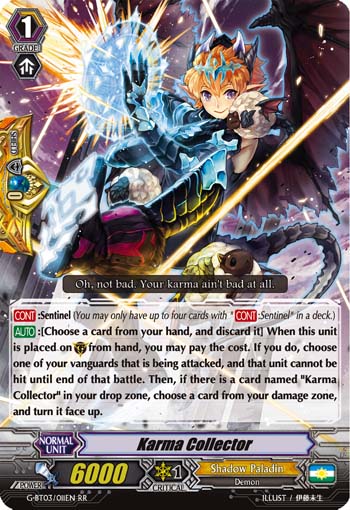 1
GRADE
0
Oh, not bad. Your karma ain't bad at all.
CONT :Sentinel (You may only have up to four cards with "
CONT :Sentinel" in a deck.)
AUTO :[Choose a card from your hand, and discard it] When this unit
is placed on GC from hand, you may pay the cost. If you do, choose
one of your vanguards that is being attacked, and that unit cannot be
hit until end of that battle. Then, if there is a card named "Karma
Collector" in your drop zone, choose a card from your damage zone,
and turn it face up.
NORMAL
UNIT
Karma Collector
POWER
6000
1
CRITICAL
Shadow Paladin
Demon
G-BT03/011EN RR
ILLUST / 伊藤未生